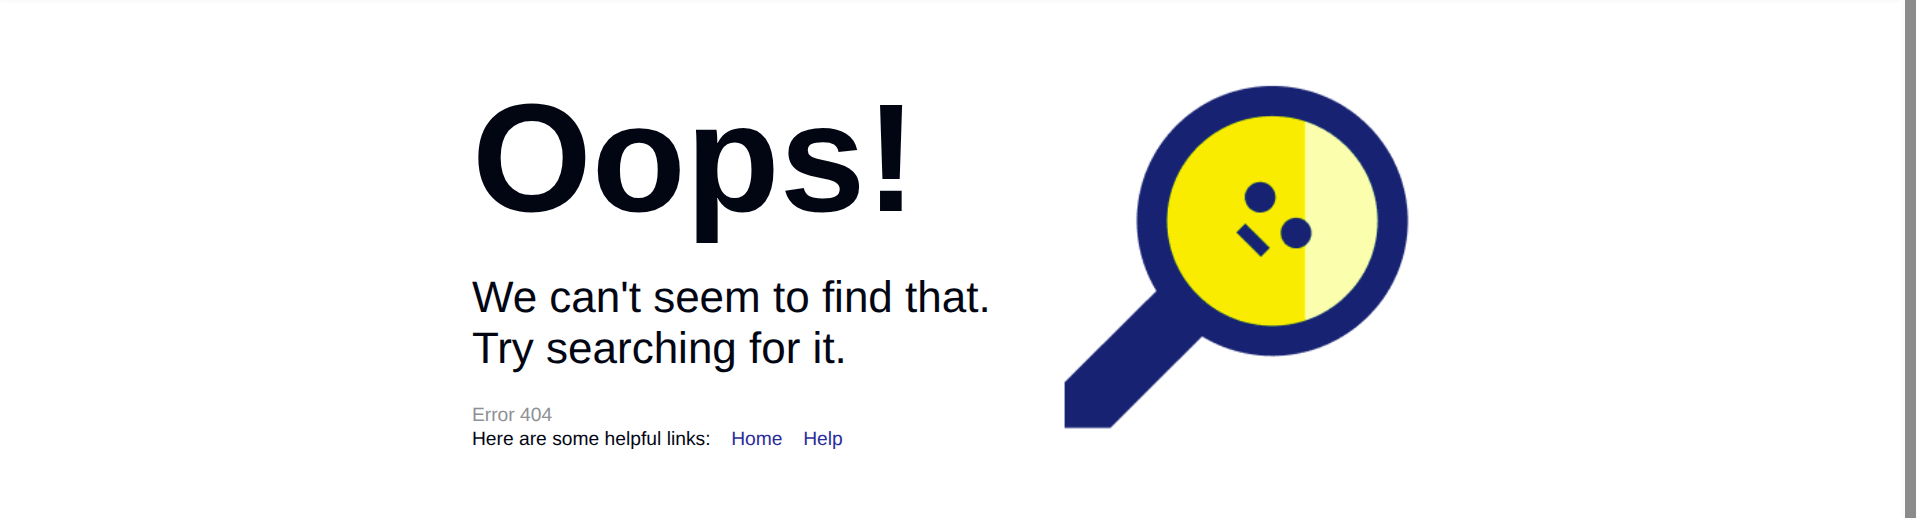 Oops!
We can't seem to find that.
Try searching for it.
Error 404
Here are some helpful links: Home Help